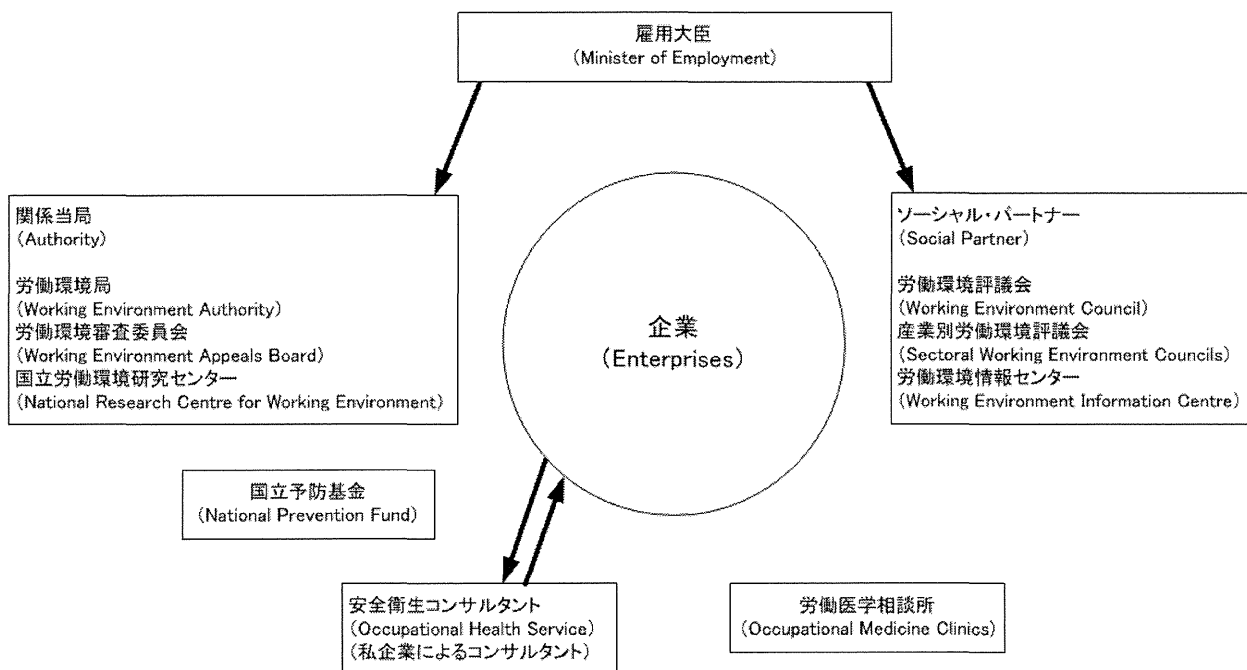 雇用大臣
(Minister of Employment)
関係当局
(Authority)
労働環境局
(Working Environment Authority)
労働環境審査委員会
(Working Environment Appeals Board)
国立労働環境研究センター
(National Research Centre for Working Environment)
企業
(Enterprises)
ソーシャル・パートナー
(Social Partner)
労働環境評議会
(Working Environment Council)
産業別労働環境評議会
(Sectoral Working Environment Councils)
労働環境情報センター
(Working Environment Information Centre)
国立予防基金
(National Prevention Fund)
安全衛生コンサルタント
(Occupational Health Service)
(私企業によるコンサルタント)
労働医学相談所
(Occupational Medicine Clinics)